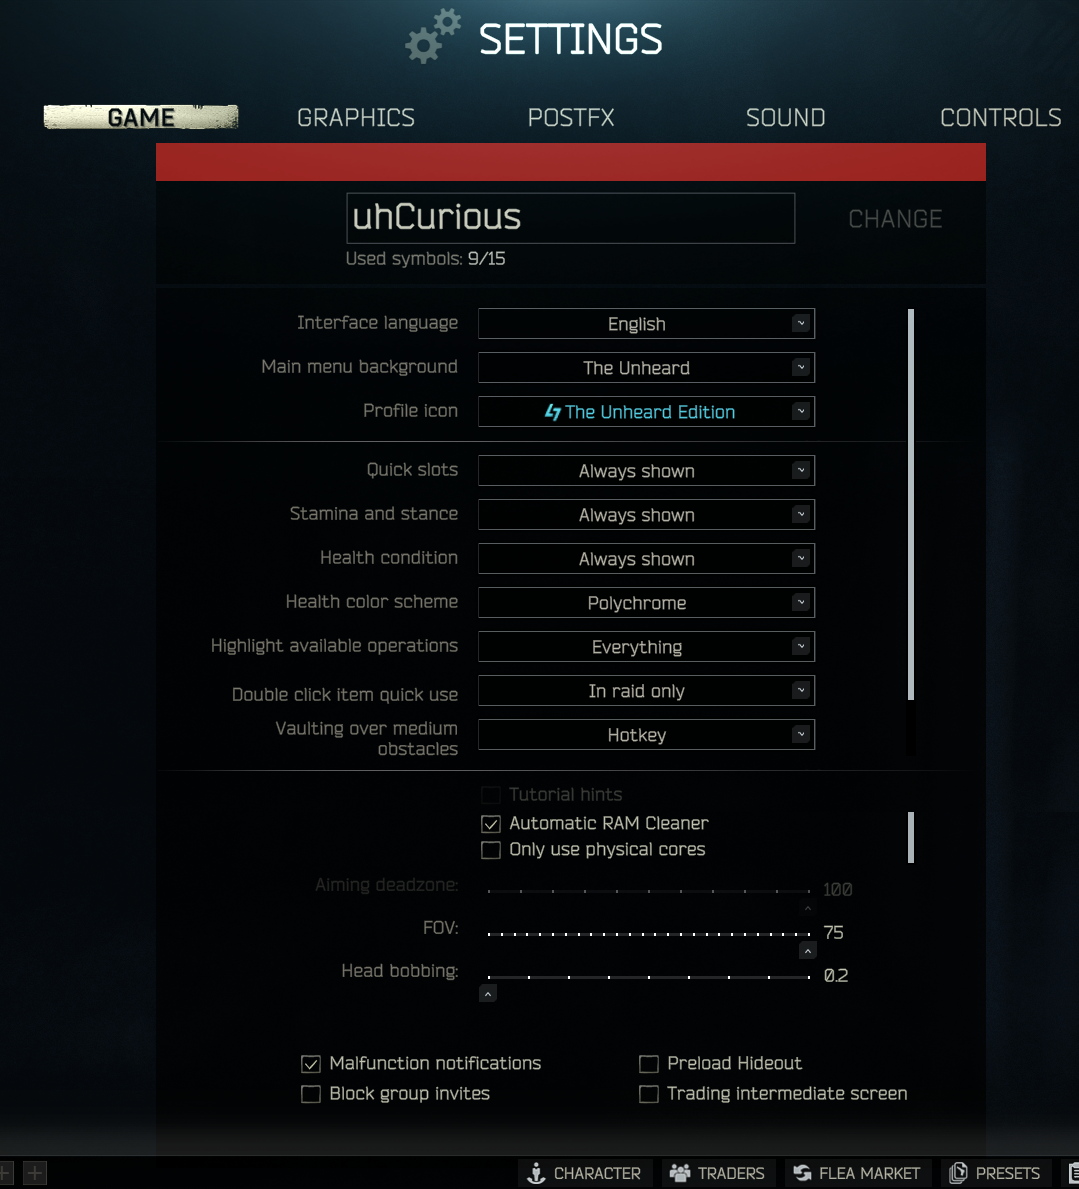 SETTINGS
GAME GRAPHICS POSTFX SOUND CONTROLS
uhCurious CHANGE
Used symbols: 9/15
Interface language English
Main menu background The Unheard
Profile icon The Unheard Edition
Quick slots Always shown
Stamina and stance Always shown
Health condition Always shown
Health color scheme Polychrome
Highlight available operations Everything
Double click item quick use In raid only
Vaulting over medium
obstacles Hotkey
Tutorial hints
Automatic RAM Cleaner
Only use physical cores
Aiming deadzone: 100
FOV: 75
Head bobbing: 0.2
Malfunction notifications Preload Hideout
Block group invites Trading intermediate screen
CHARACTER TRADERS FLEA MARKET PRESETS